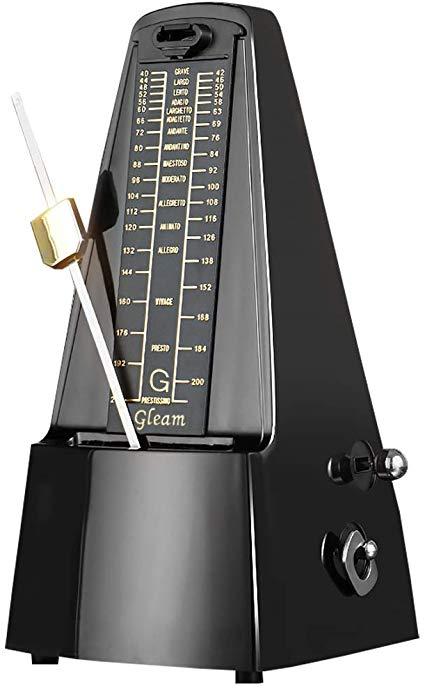 40 GRAVE 42
44 LARGO 46
48 50
52 LENTO 54
56 ADAGIO 58
60 LARGHETTO 63
66 ADAGIETTO 69
72 ANDANTE 76
80 ANDANTINO 84
88 MAESTOSO 92
96 MODERATO 100
104 ALLEGRETTO 108
112 116
120 ANIMATO 126
132 ALLEGRO 138
144 152
160 VIVACE 168
176 184
PRESTO
192 200
G
PRESTISSIMO
Gleam